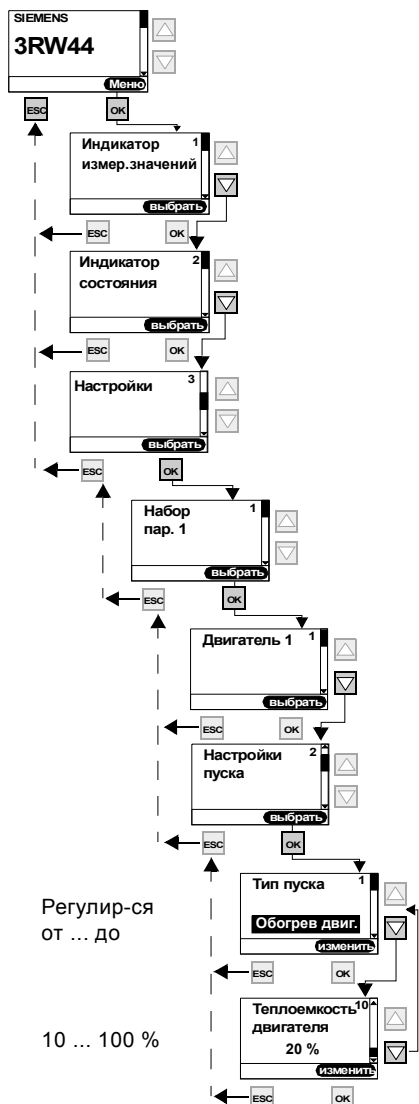 SIEMENS
3RW44
Меню
ESC
OK
Индикатор 1
измер.значений
выбрать
ESC OK
Индикатор 2
состояния
выбрать
ESC OK
Настройки 3
выбрать
ESC OK
Набор 1
пар. 1
выбрать
ESC OK
Двигатель 1 1
выбрать
ESC OK
Настройки 2
пуска
выбрать
ESC OK
Тип пуска 1
Обогрев двиг.
изменить
Регулир-ся
от ... до
ESC OK
Теплоемкость 10
двигателя
20 %
изменить
10 ... 100 %
ESC OK